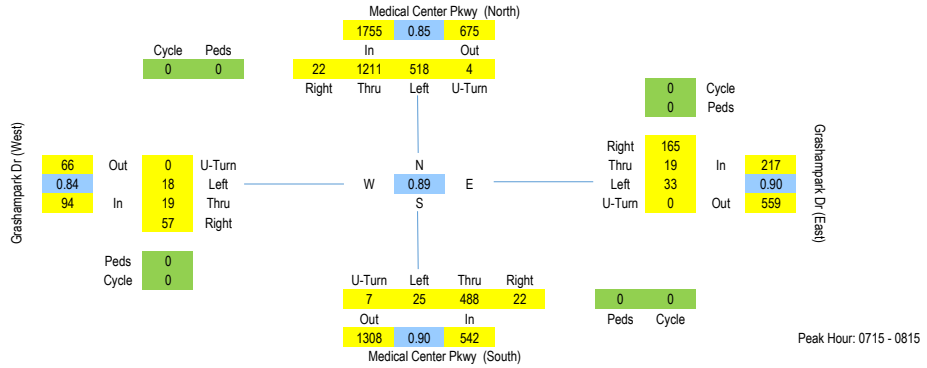 Medical Center Pkwy (North)
1755 0.85 675
In Out
Cycle Peds
0 0
22 1211 518 4
Right Thru Left U-Turn
0 Cycle
0 Peds
Grashampark Dr (West)
66 Out 0 U-Turn
0.84 18 Left
94 In 19 Thru
57 Right
N
W 0.89 E
S
Right 165
Thru 19 In 217
Left 33 0.90
U-Turn 0 Out 559
Grashampark Dr (East)
Peds 0
Cycle 0
U-Turn Left Thru Right
7 25 488 22
Out In
1308 0.90 542
Medical Center Pkwy (South)
0 0
Peds Cycle
Peak Hour: 0715 - 0815